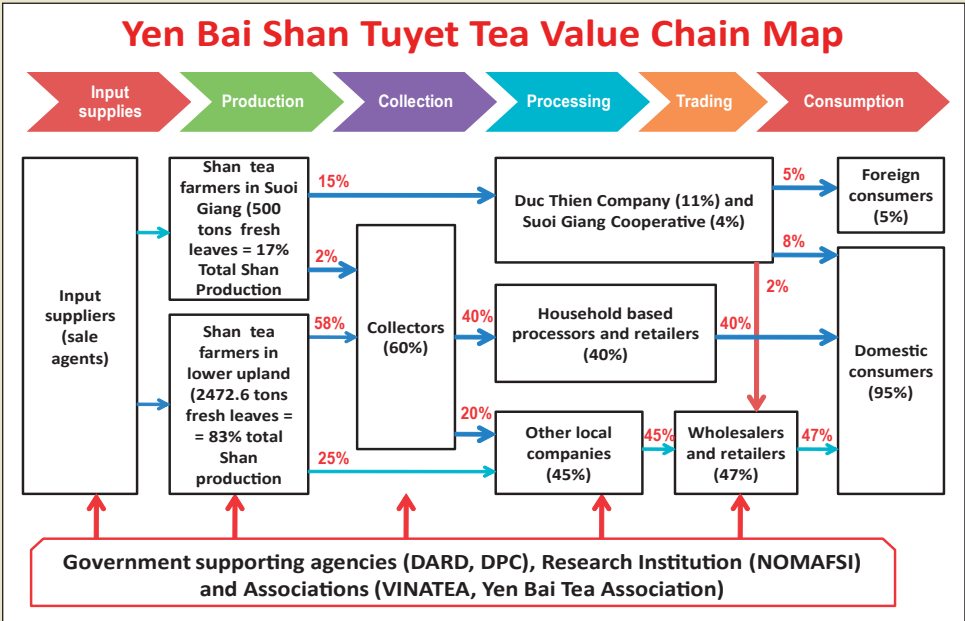 Yen Bai Shan Tuyet Tea Value Chain Map
Input
supplies
Production
Collection
Processing
Trading
Consumption
Input
suppliers
(sale
agents)
Shan tea
farmers in Suoi
Giang (500
tons fresh
leaves = 17%
Total Shan
Production
Shan tea
farmers in
lower upland
(2472.6 tons
fresh leaves =
= 83% total
Shan
production
15%
2%
58%
25%
Collectors
(60%)
40%
20%
Duc Thien Company (11%) and
Suoi Giang Cooperative (4%)
Household based
processors and retailers
(40%)
Other local
companies
(45%)
45%
Wholesalers
and retailers
(47%)
5%
8%
2%
40%
47%
Foreign
consumers
(5%)
Domestic
consumers
(95%)
Government supporting agencies (DARD, DPC), Research Institution (NOMAFSI)
and Associations (VINATEA, Yen Bai Tea Association)